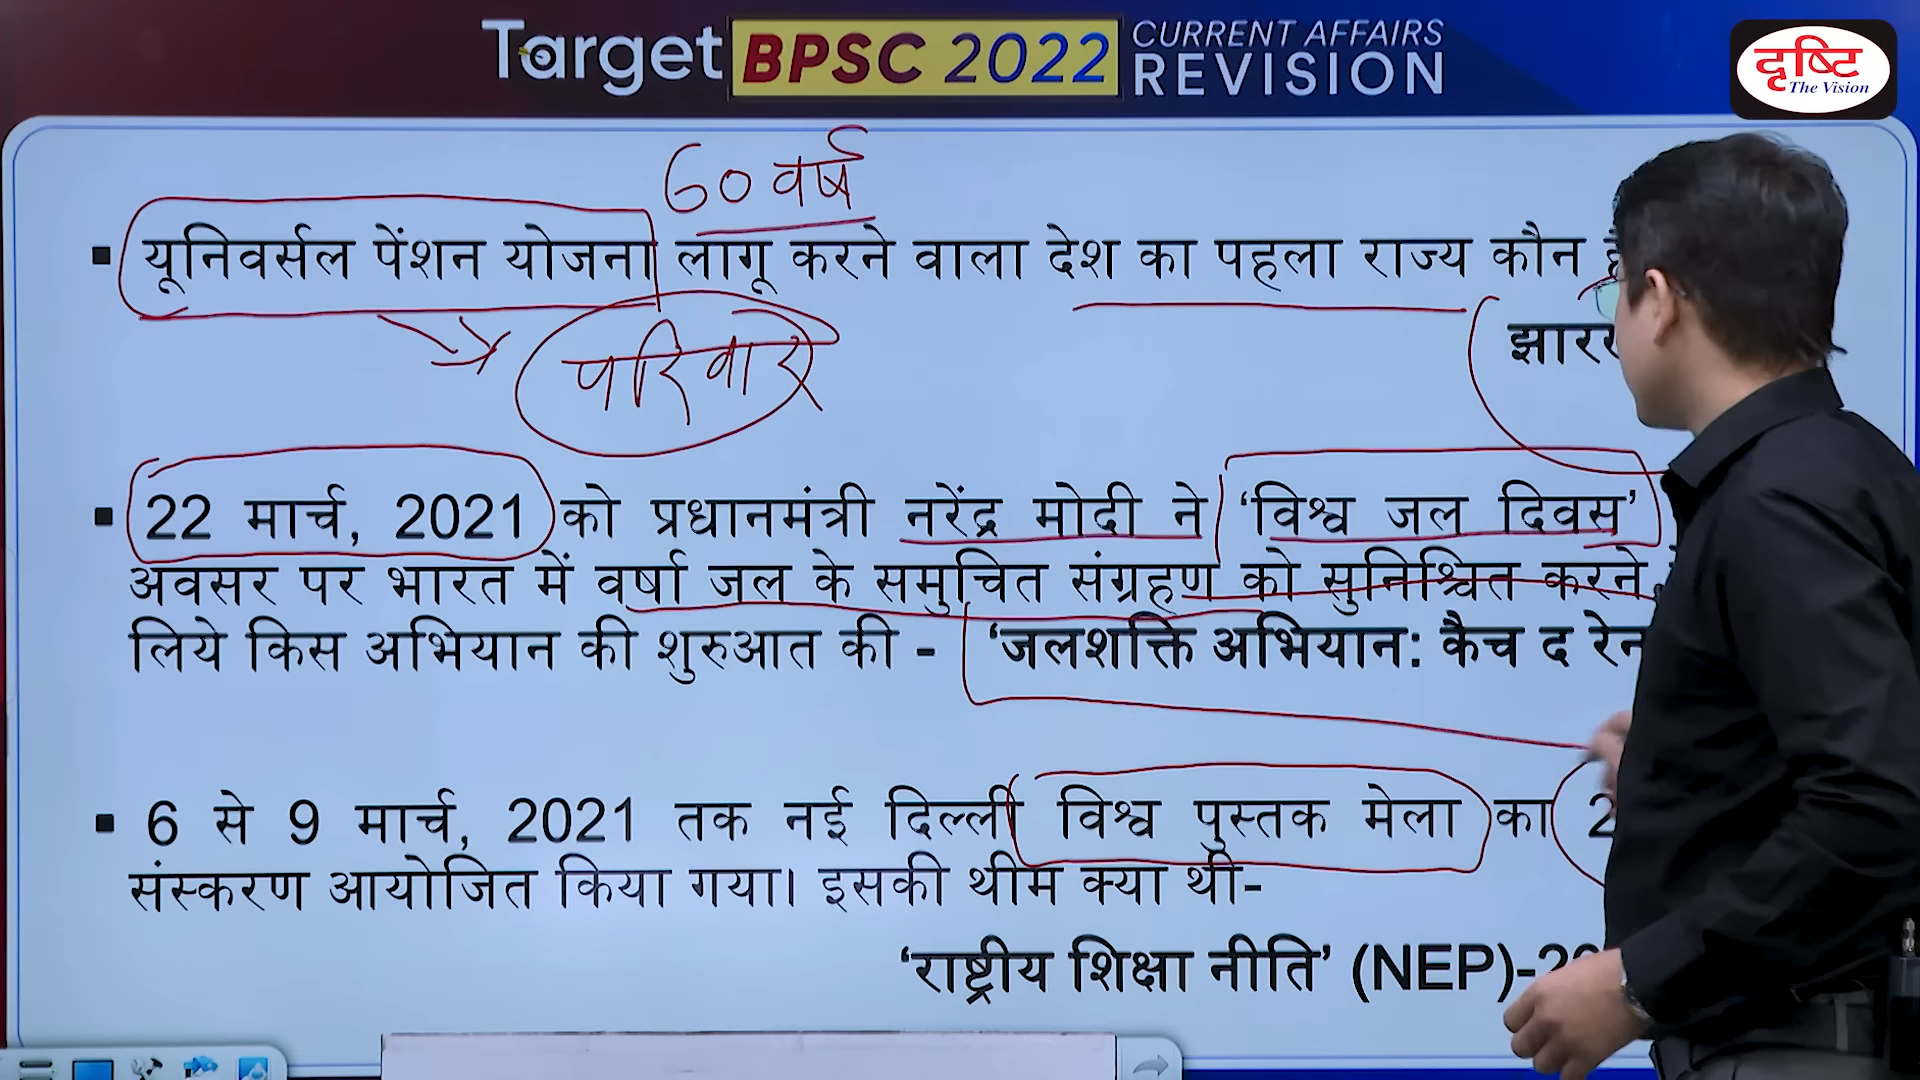 Target BPSC 2022 CURRENT AFFAIRS REVISION
दृष्टि
The Vision
60 वर्ष
▪ यूनिवर्सल पेंशन योजना लागू करने वाला देश का पहला राज्य कौन
परिवार
▪ 22 मार्च, 2021 को प्रधानमंत्री नरेंद्र मोदी ने ‘विश्व जल दिवस’
अवसर पर भारत में वर्षा जल के समुचित संग्रहण को सुनिश्चित करने
लिये किस अभियान की शुरुआत की - ‘जलशक्ति अभियान: कैच द रेन
▪ 6 से 9 मार्च, 2021 तक नई दिल्ली विश्व पुस्तक मेला का
संस्करण आयोजित किया गया। इसकी थीम क्या थी-
‘राष्ट्रीय शिक्षा नीति’ (NEP)-